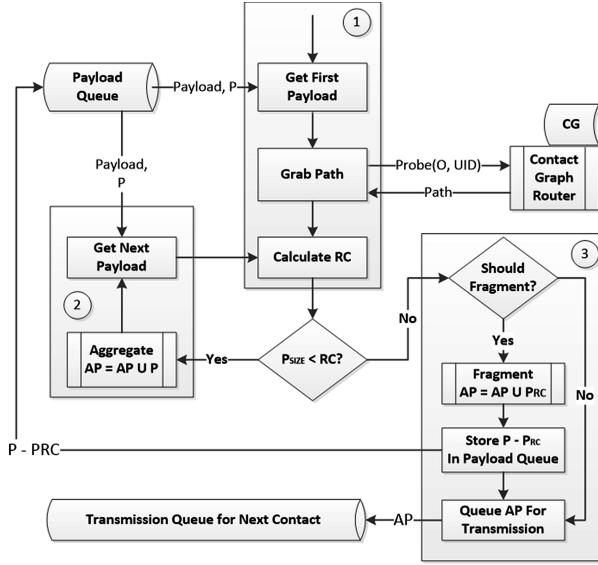 1
Payload
Queue
Payload, P
Get First
Payload
CG
Payload,
P
Grab Path
Probe(O, UID)
Path
Contact
Graph
Router
Get Next
Payload
Calculate RC
Should
Fragment?
3
2
No
Yes
Aggregate
AP = AP U P
Yes
PSIZE < RC?
Fragment
AP = AP U PRC
No
P - PRC
Store P - PRC
In Payload Queue
Transmission Queue for Next Contact
AP
Queue AP For
Transmission